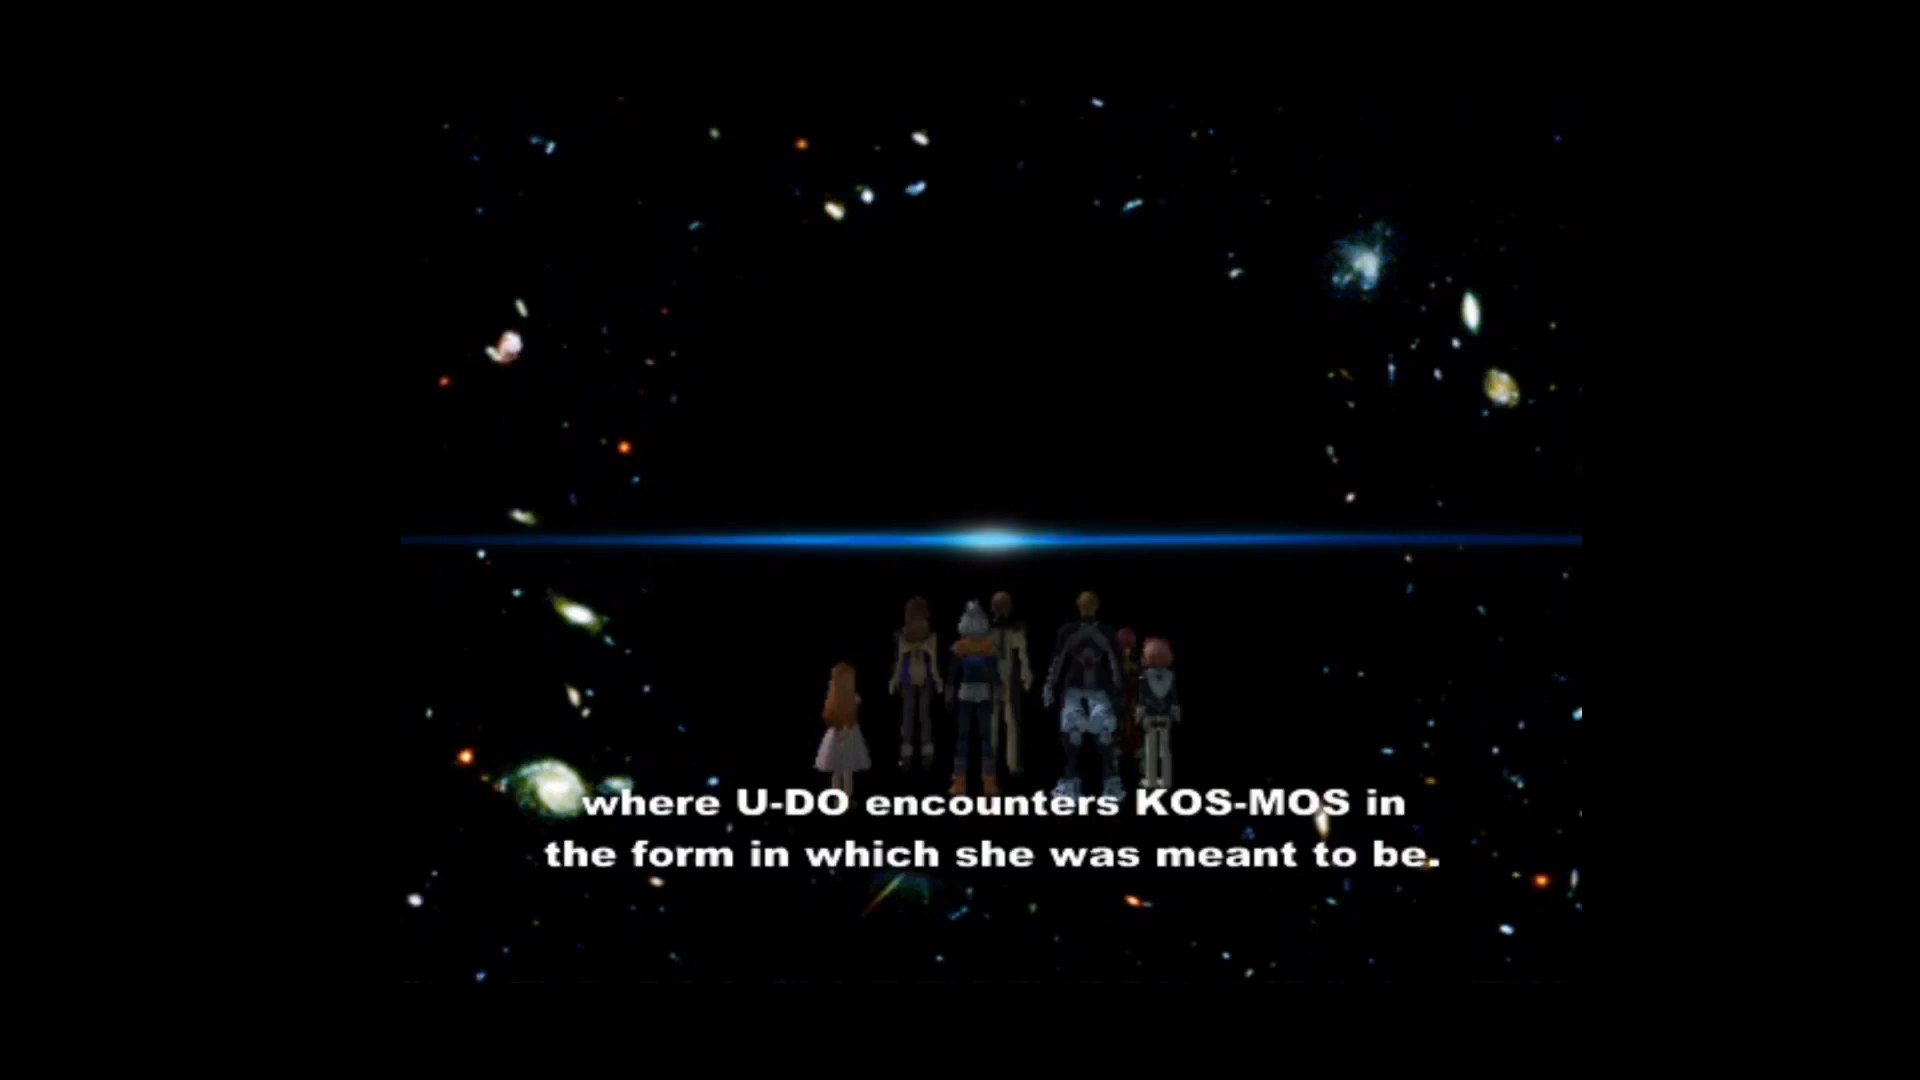 where U-DO encounters KOS-MOS in
the form in which she was meant to be.